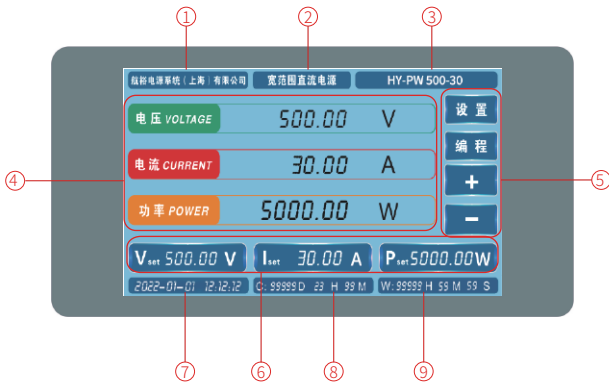 ① ② ③
航裕电源系统(上海)有限公司 宽范围直流电源 HY-PW 500-30
电压 VOLTAGE 500.00 V
设置
电流 CURRENT 30.00 A
编程
④ ⑤
+
功率 POWER 5000.00 W
−
Vset 500.00 V Iset 30.00 A Pset 5000.00W
2022-01-01 12:12:12 C: 99999 D 23 H 99 M W: 99999 H 59 M 59 S
⑦ ⑥ ⑧ ⑨